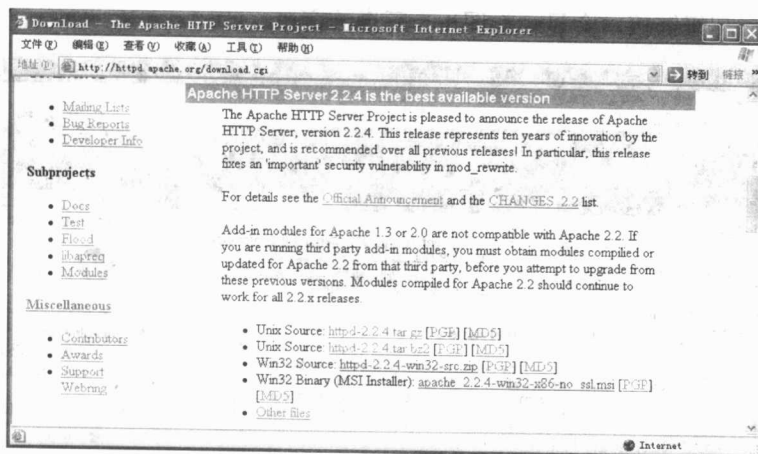 Download - The Apache HTTP Server Project - Microsoft Internet Explorer
文件(F) 编辑(E) 查看(V) 收藏(A) 工具(T) 帮助(H)
地址(D) http://httpd.apache.org/download.cgi 转到 链接 »
Mailing Lists
Bug Reports
Developer Info
Subprojects
Docs
Test
Flood
libapreq
Modules
Miscellaneous
Contributors
Awards
Support
Webring
Apache HTTP Server 2.2.4 is the best available version
The Apache HTTP Server Project is pleased to announce the release of Apache
HTTP Server, version 2.2.4. This release represents ten years of innovation by the
project, and is recommended over all previous releases! In particular, this release
fixes an 'important' security vulnerability in mod_rewrite.
For details see the Official Announcement and the CHANGES_2.2 list.
Add-in modules for Apache 1.3 or 2.0 are not compatible with Apache 2.2. If
you are running third party add-in modules, you must obtain modules compilied or
updated for Apache 2.2 from that third party, before you attempt to upgrade from
these previous versions. Modules compiled for Apache 2.2 should continue to
work for all 2.2.x releases.
Unix Source: httpd-2.2.4.tar.gz [PGP] [MD5]
Unix Source: httpd-2.2.4.tar.bz2 [PGP] [MD5]
Win32 Source: httpd-2.2.4-win32-src.zip [PGP] [MD5]
Win32 Binary (MSI Installer): apache_2.2.4-win32-x86-no_ssl.msi [PGP]
[MD5]
Other files
Internet